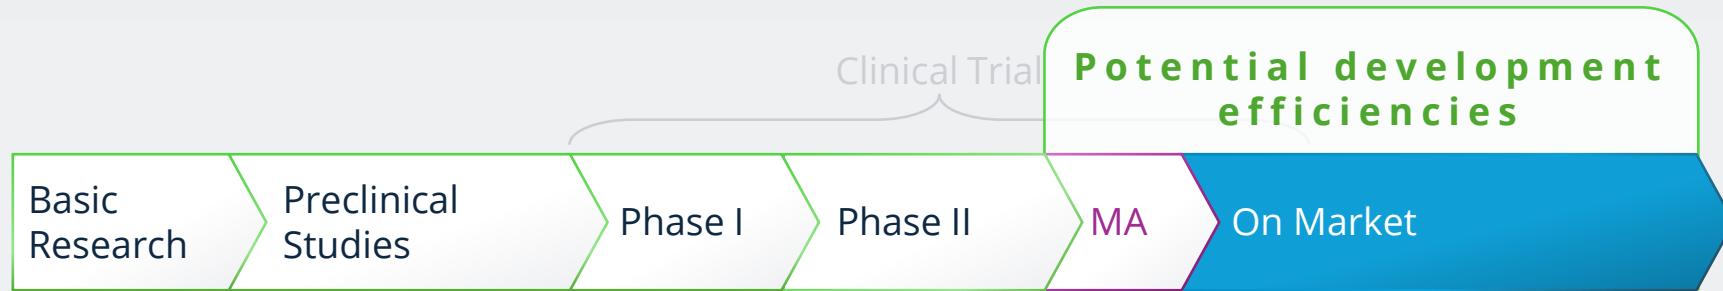 Clinical Trial
Potential development
efficiencies
Basic
Research
Preclinical
Studies
Phase I
Phase II
MA
On Market